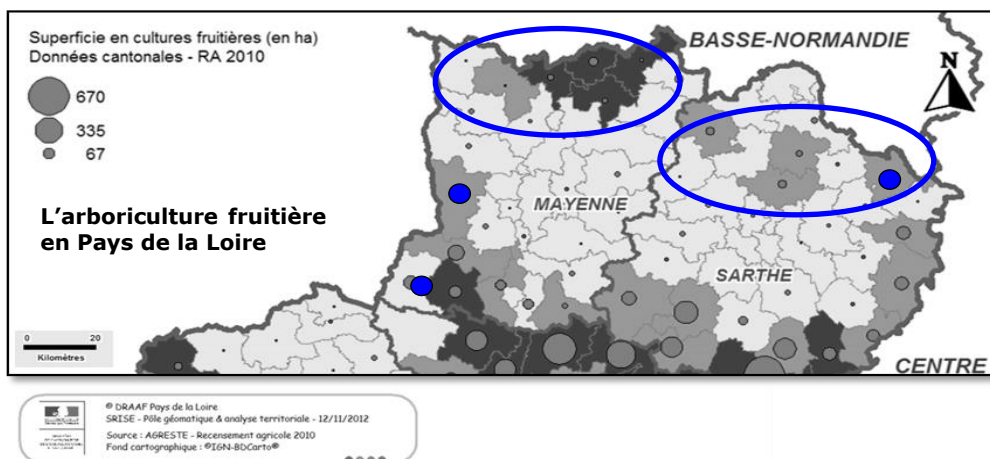 Superficie en cultures fruitières (en ha)
Données cantonales - RA 2010
670
335
67
L'arboriculture fruitière
en Pays de la Loire
BASSE-NORMANDIE
N
MAYENNE
SARTHE
CENTRE
0 20
Kilomètres
© DRAAF Pays de la Loire
SRISE - Pôle géomatique & analyse territoriale - 12/11/2012
Source : AGRESTE - Recensement agricole 2010
Fond cartographique : ©IGN-BDCarto®